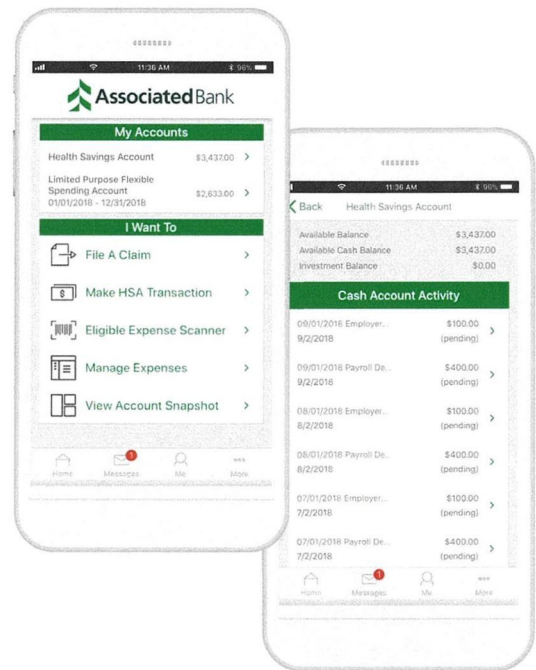 11:36 AM
96%
Associated Bank
My Accounts
Health Savings Account $3,437.00
Limited Purpose Flexible
Spending Account $2,633.00
01/01/2018 - 12/31/2018
I Want To
File A Claim
$ Make HSA Transaction
Eligible Expense Scanner
Manage Expenses
View Account Snapshot
1
Home Messages Me More
11:36 AM
96%
Back Health Savings Account
Available Balance $3,437.00
Available Cash Balance $3,437.00
Investment Balance $0.00
Cash Account Activity
09/01/2018 Employer... $100.00
9/2/2018 (pending)
09/01/2018 Payroll De... $400.00
9/2/2018 (pending)
08/01/2018 Employer... $100.00
8/2/2018 (pending)
08/01/2018 Payroll De... $400.00
8/2/2018 (pending)
07/01/2018 Employer... $100.00
7/2/2018 (pending)
07/01/2018 Payroll De... $400.00
7/2/2018 (pending)
1
Home Messages Me More